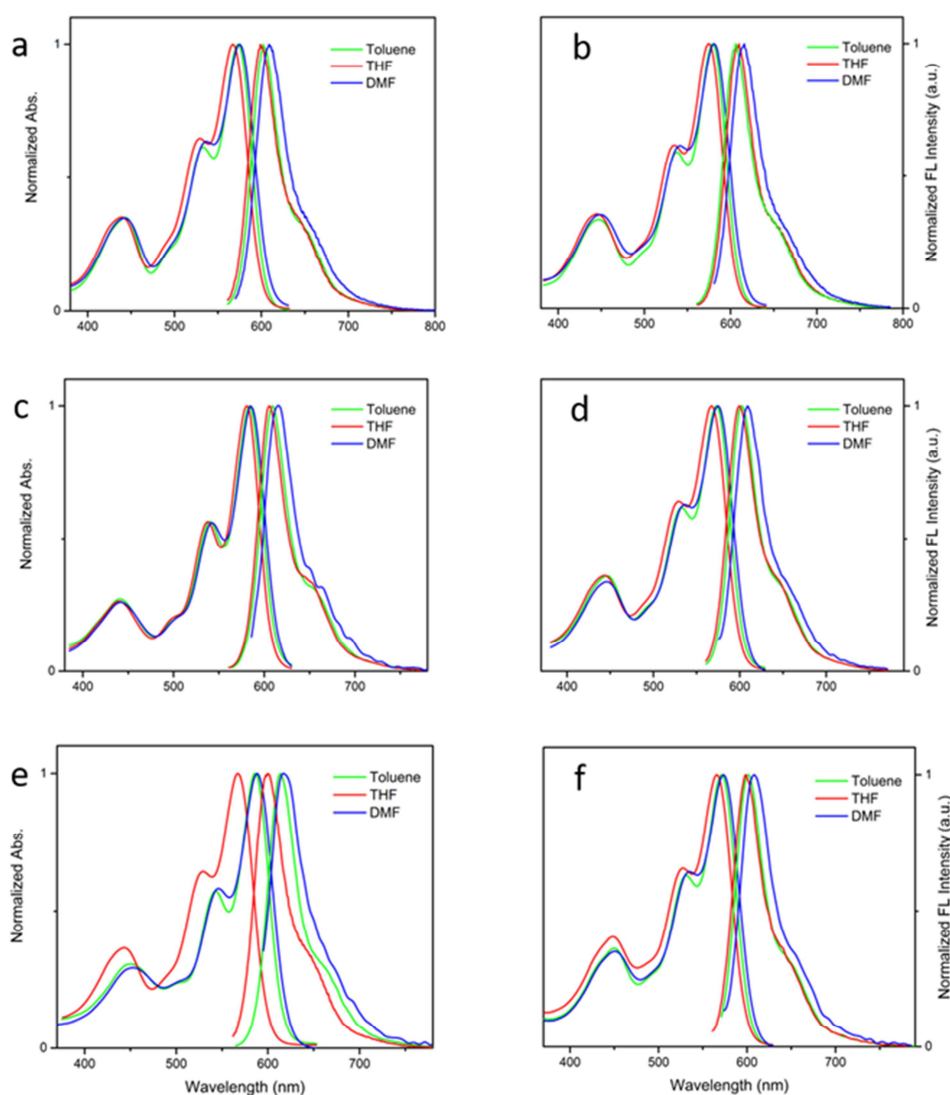 a
Toluene
THF
DMF
1
Normalized Abs.
1
400 500 600 700 800
b
Toluene
THF
DMF
1
Normalized FL Intensity (a.u.)
0
400 500 600 700 800
c
Toluene
THF
DMF
1
Normalized Abs.
0
400 500 600 700
d
Toluene
THF
DMF
1
Normalized FL Intensity (a.u.)
0
400 500 600 700
e
Toluene
THF
DMF
1
Normalized Abs.
0
400 500 600 700
Wavelength (nm)
f
Toluene
THF
DMF
1
Normalized FL Intensity (a.u.)
0
400 500 600 700
Wavelength (nm)